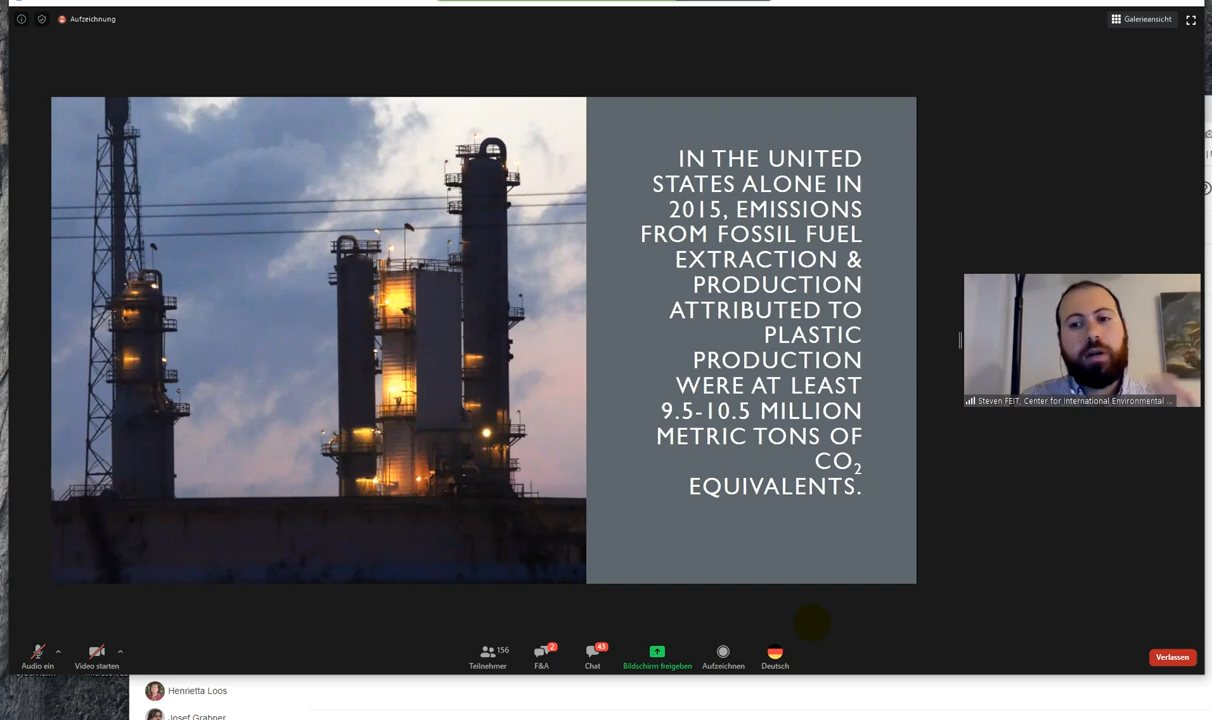 Aufzeichnung
Galerieansicht
IN THE UNITED
STATES ALONE IN
2015, EMISSIONS
FROM FOSSIL FUEL
EXTRACTION &
PRODUCTION
ATTRIBUTED TO
PLASTIC
PRODUCTION
WERE AT LEAST
9.5-10.5 MILLION
METRIC TONS OF
CO₂
EQUIVALENTS.
Steven FEIT, Center for International Environmental ...
156
2
43
Audio ein
Video starten
Teilnehmer
F&A
Chat
Bildschirm freigeben
Aufzeichnen
Deutsch
Verlassen
Henrietta Loos
Josef Grabner